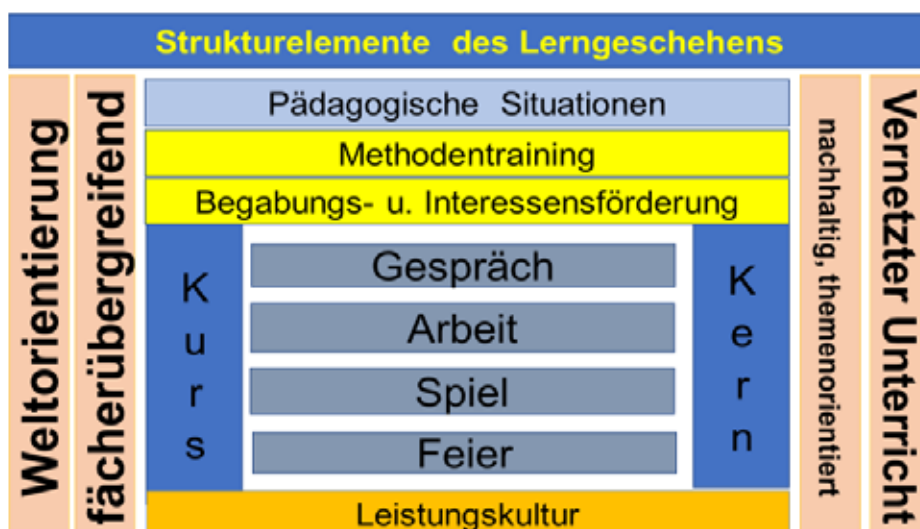 Strukturelemente des Lerngeschehens
Weltorientierung
fächerübergreifend
Pädagogische Situationen
Methodentraining
Begabungs- u. Interessensförderung
Kurs
Gespräch
Arbeit
Spiel
Feier
Kern
Leistungskultur
nachhaltig, themenorientiert
Vernetzter Unterricht